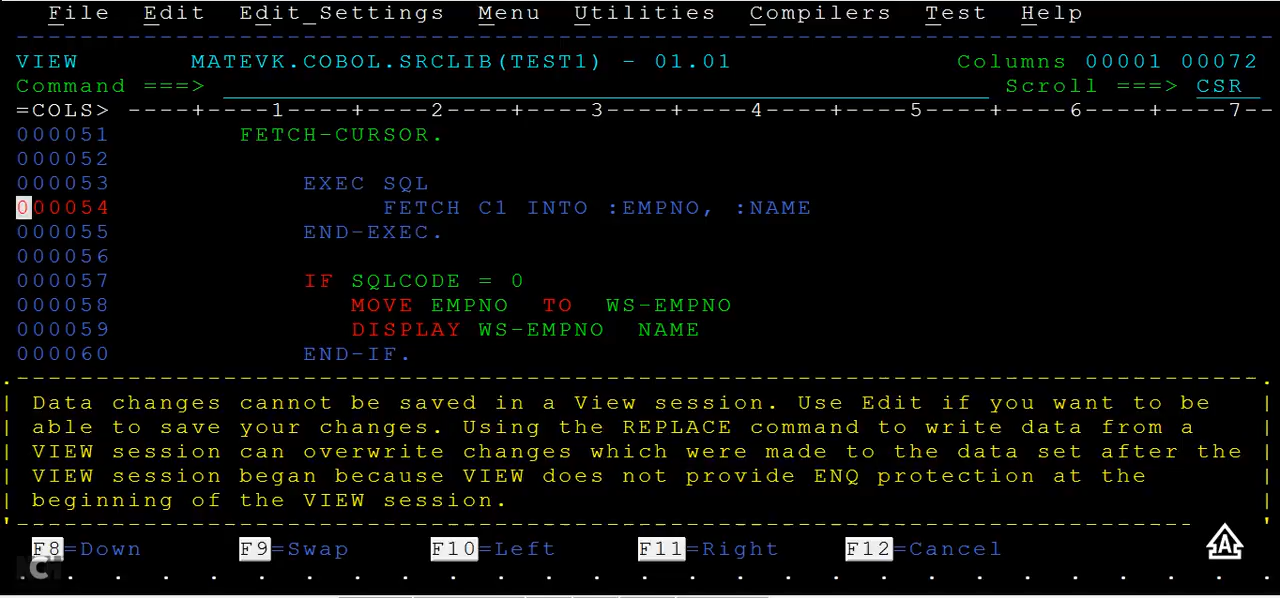 File Edit Edit_Settings Menu Utilities Compilers Test Help
VIEW MATEVK.COBOL.SRCLIB(TEST1) - 01.01 Columns 00001 00072
Command ===> Scroll ===> CSR
=COLS> ----+----1----+----2----+----3----+----4----+----5----+----6----+----7--
000051 FETCH-CURSOR.
000052
000053 EXEC SQL
000054 FETCH C1 INTO :EMPNO, :NAME
000055 END-EXEC.
000056
000057 IF SQLCODE = 0
000058 MOVE EMPNO TO WS-EMPNO
000059 DISPLAY WS-EMPNO NAME
000060 END-IF.
Data changes cannot be saved in a View session. Use Edit if you want to be
able to save your changes. Using the REPLACE command to write data from a
VIEW session can overwrite changes which were made to the data set after the
VIEW session began because VIEW does not provide ENQ protection at the
beginning of the VIEW session.
F8=Down F9=Swap F10=Left F11=Right F12=Cancel
A